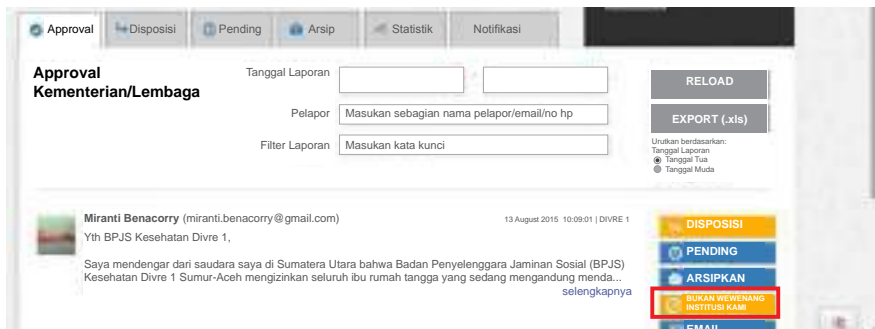 Approval
Disposisi
Pending
Arsip
Statistik
Notifikasi
Approval
Kementerian/Lembaga
Tanggal Laporan
-
Pelapor
Masukan sebagian nama pelapor/email/no hp
Filter Laporan
Masukan kata kunci
RELOAD
EXPORT (.xls)
Urutkan berdasarkan:
Tanggal Laporan
Tanggal Tua
Tanggal Muda
Miranti Benacorry (miranti.benacorry@gmail.com)
13 August 2015 10:09:01 | DIVRE 1
Yth BPJS Kesehatan Divre 1,
Saya mendengar dari saudara saya di Sumatera Utara bahwa Badan Penyelenggara Jaminan Sosial (BPJS)
Kesehatan Divre 1 Sumur-Aceh mengizinkan seluruh ibu rumah tangga yang sedang mengandung menda...
selengkapnya
DISPOSISI
PENDING
ARSIPKAN
BUKAN WEWENANG
INSTITUSI KAMI
EMAIL